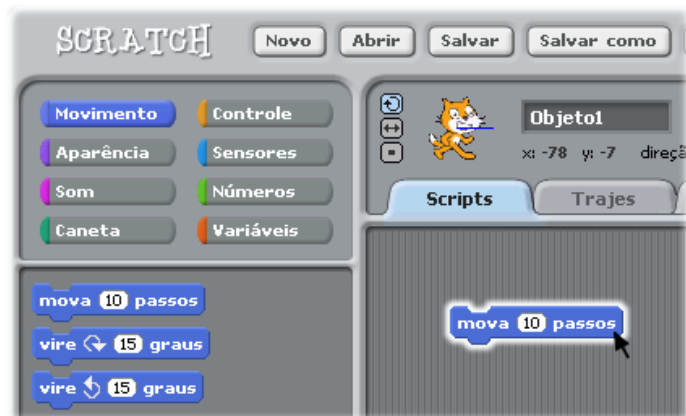 SCRATCH
Novo
Abrir
Salvar
Salvar como
Movimento
Controle
Aparência
Sensores
Som
Números
Caneta
Variáveis
mova 10 passos
vire 15 graus
vire 15 graus
Objeto1
x: -78 y: -7 direçã
Scripts
Trajes
mova 10 passos